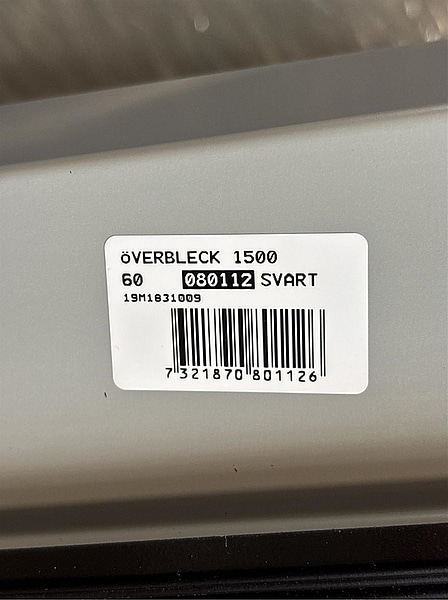 öVERBLECK 1500
60 080112 SVART
19M1831009
7 321870 801126